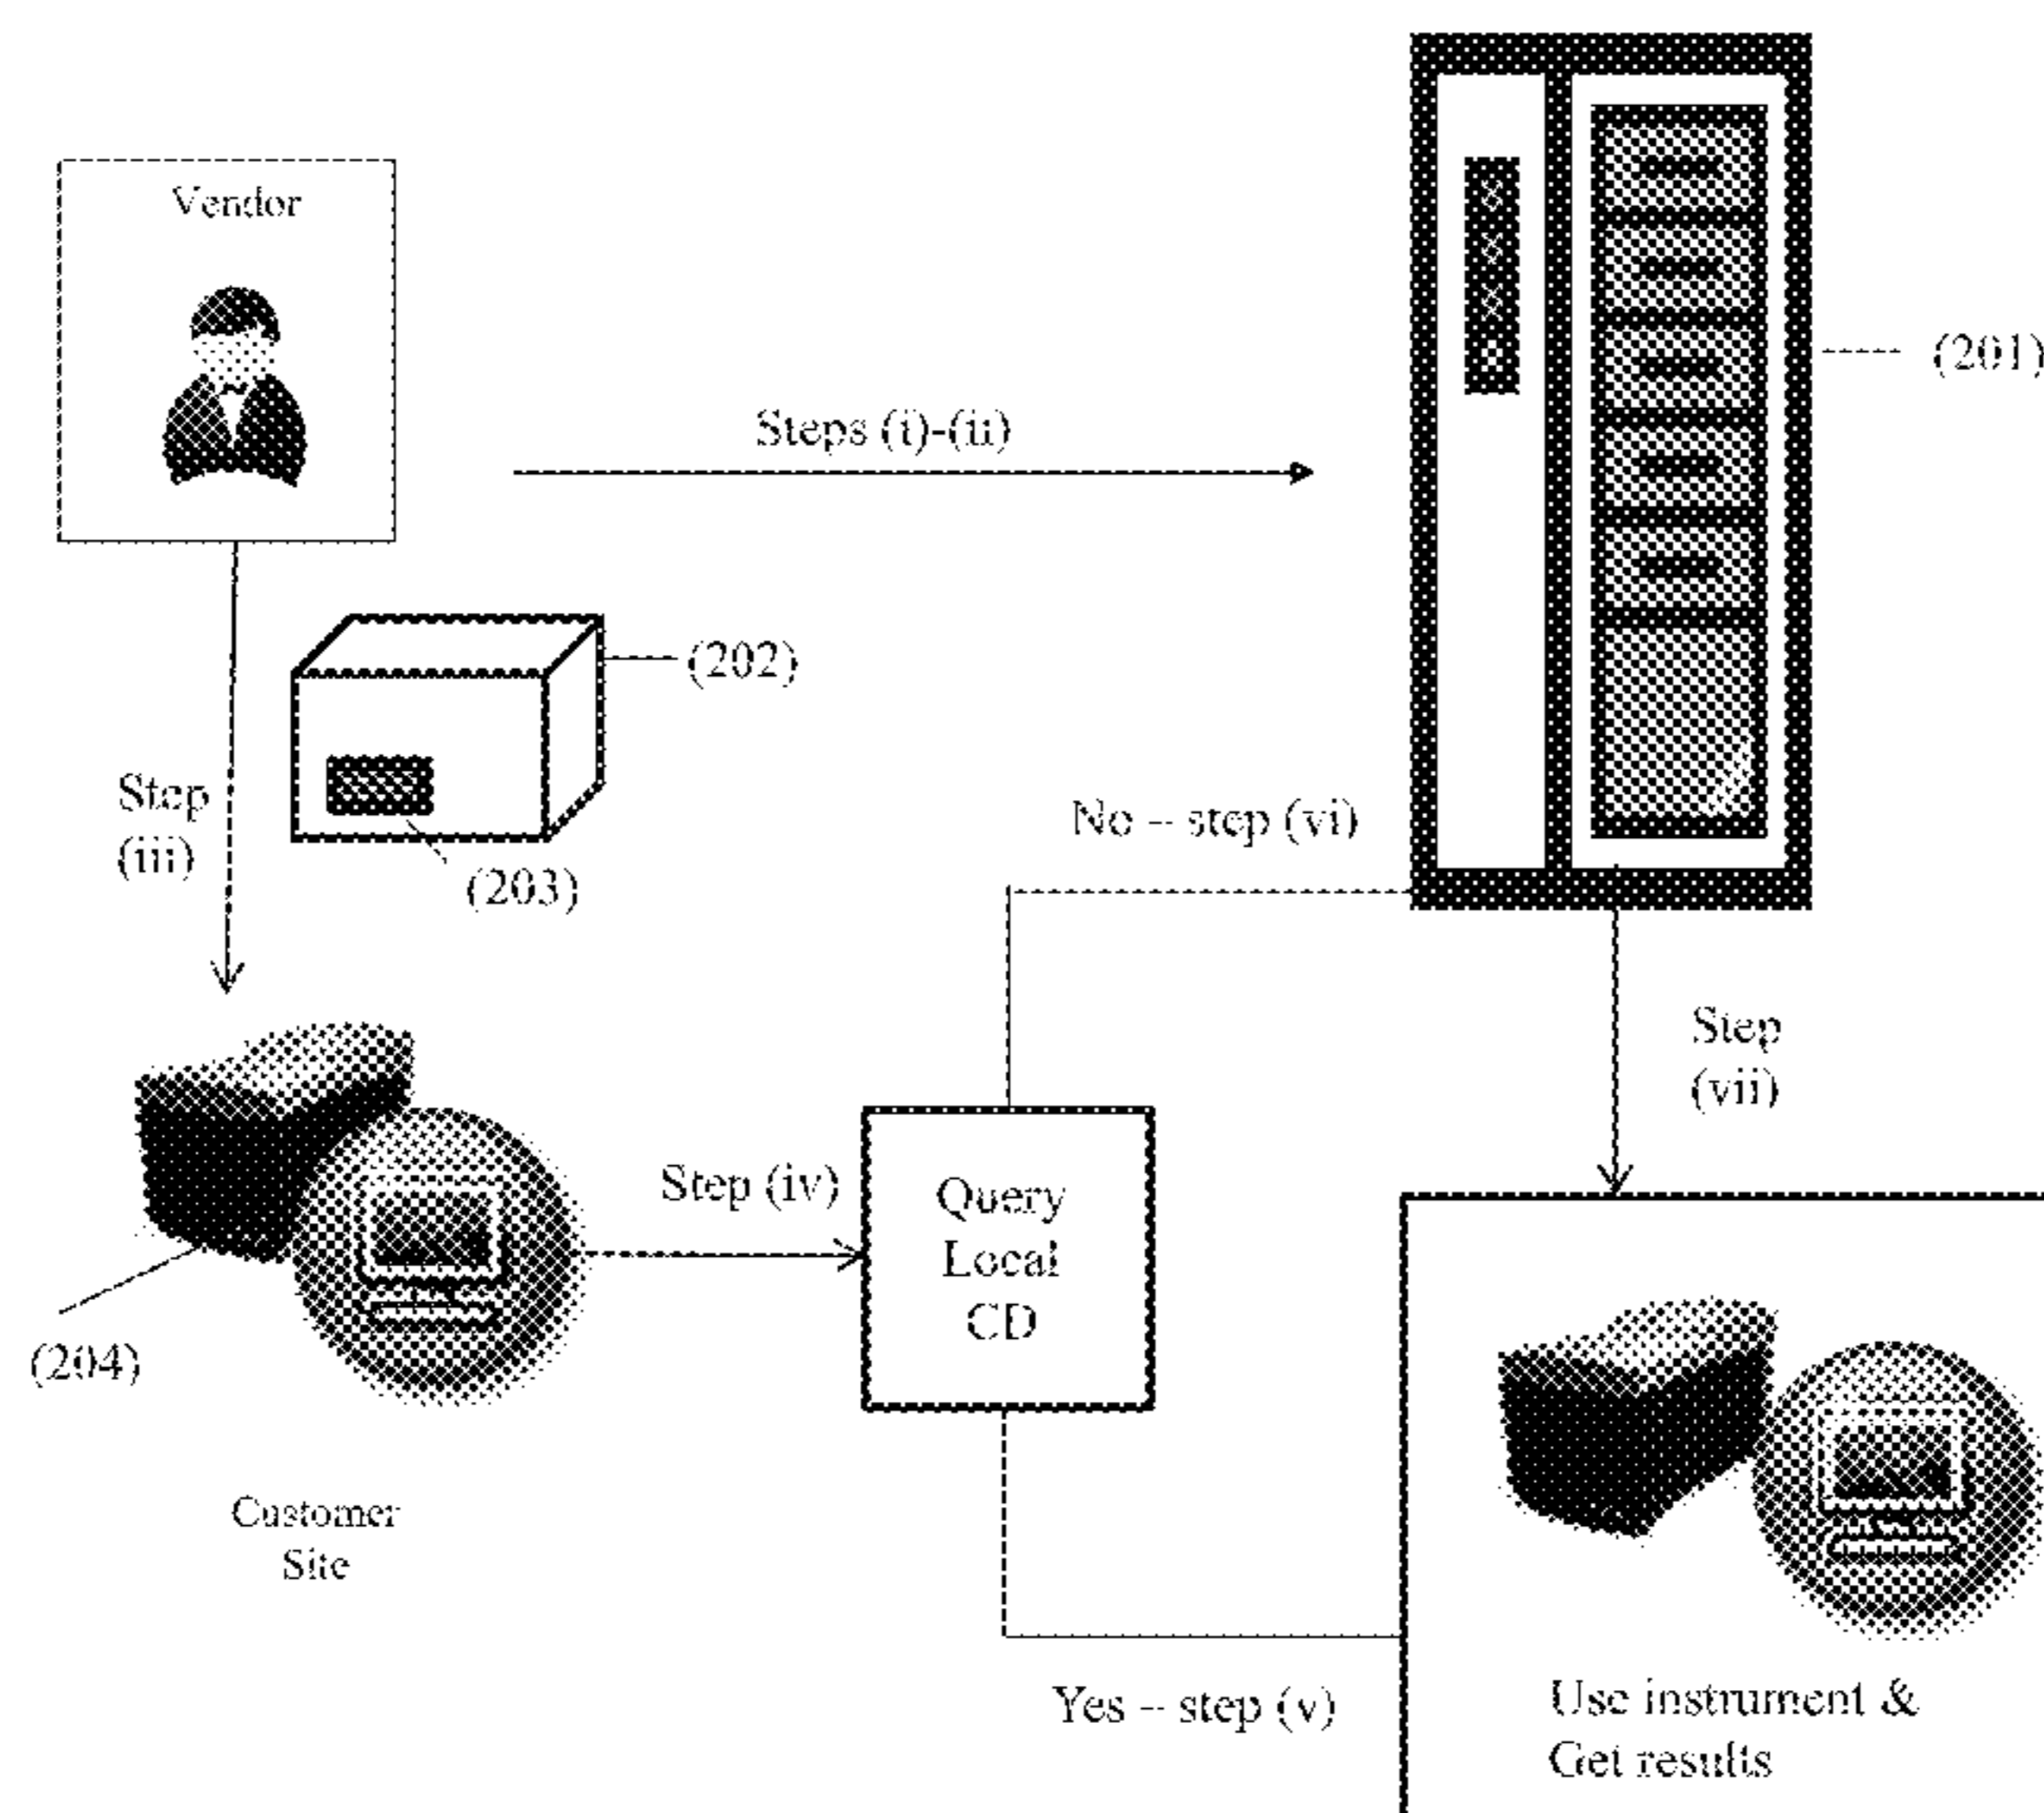 Vendor
(201)
Steps (i)-(ii)
(202)
Step
(iii)
(203)
No – step (vi)
Step
(vii)
Step (iv)
Query
Local
CD
(204)
Customer
Site
Yes – step (v)
Use instrument &
Get results